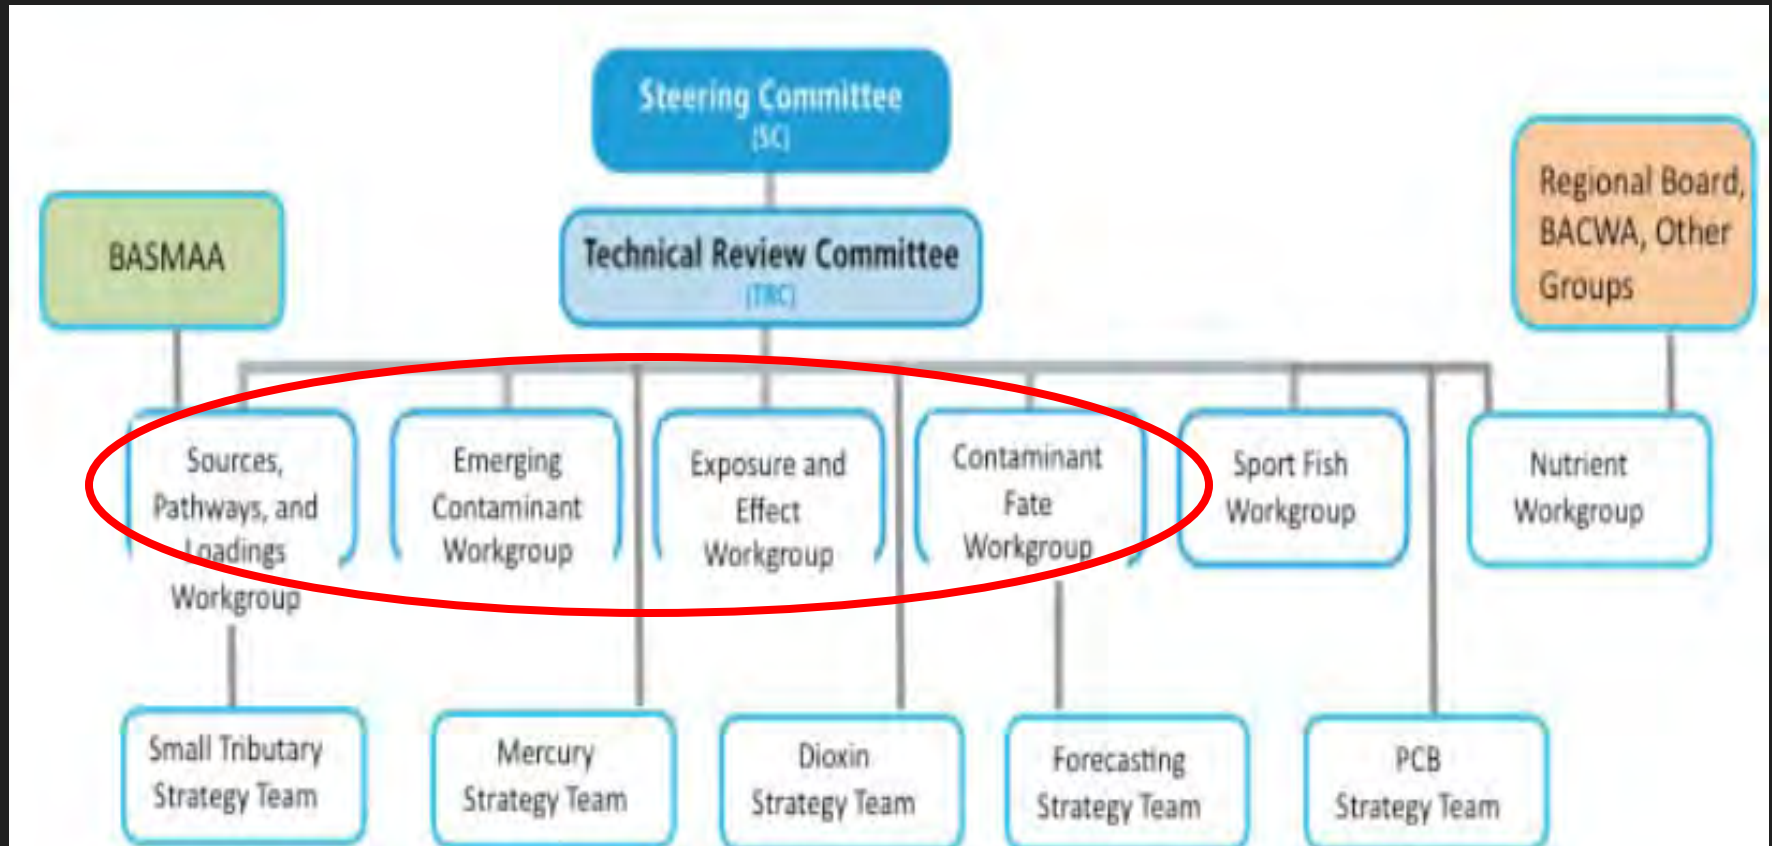 Steering Committee
(SC)
Technical Review Committee
(TRC)
BASMAA
Regional Board,
BACWA, Other
Groups
Sources,
Pathways, and
Loadings
Workgroup
Emerging
Contaminant
Workgroup
Exposure and
Effect
Workgroup
Contaminant
Fate
Workgroup
Sport Fish
Workgroup
Nutrient
Workgroup
Small Tributary
Strategy Team
Mercury
Strategy Team
Dioxin
Strategy Team
Forecasting
Strategy Team
PCB
Strategy Team